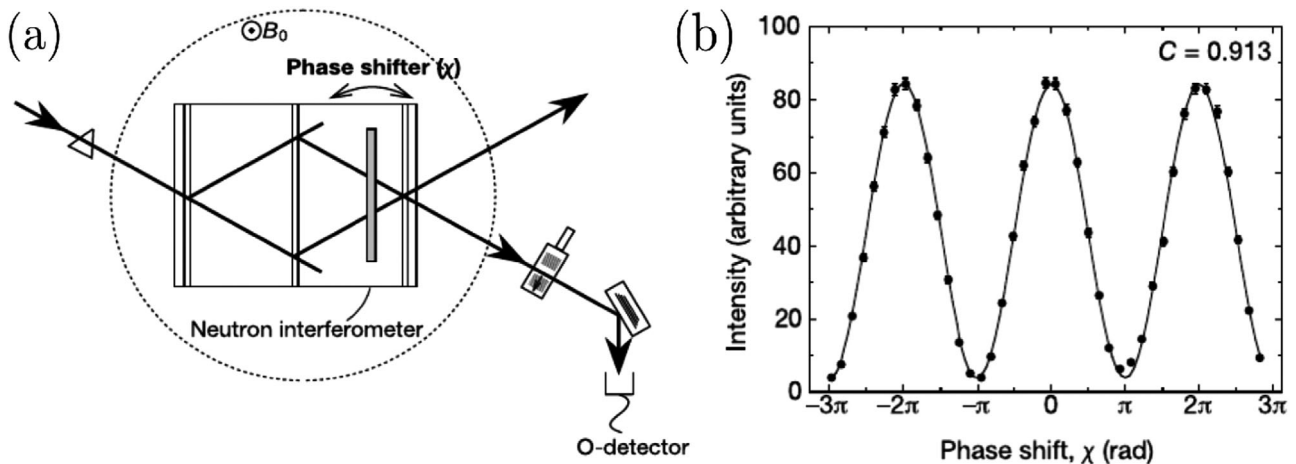 (a)
⊙B₀
Phase shifter (χ)
Neutron interferometer
O-detector
(b)
C = 0.913
Intensity (arbitrary units)
100
80
60
40
20
0
−3π −2π −π 0 π 2π 3π
Phase shift, χ (rad)